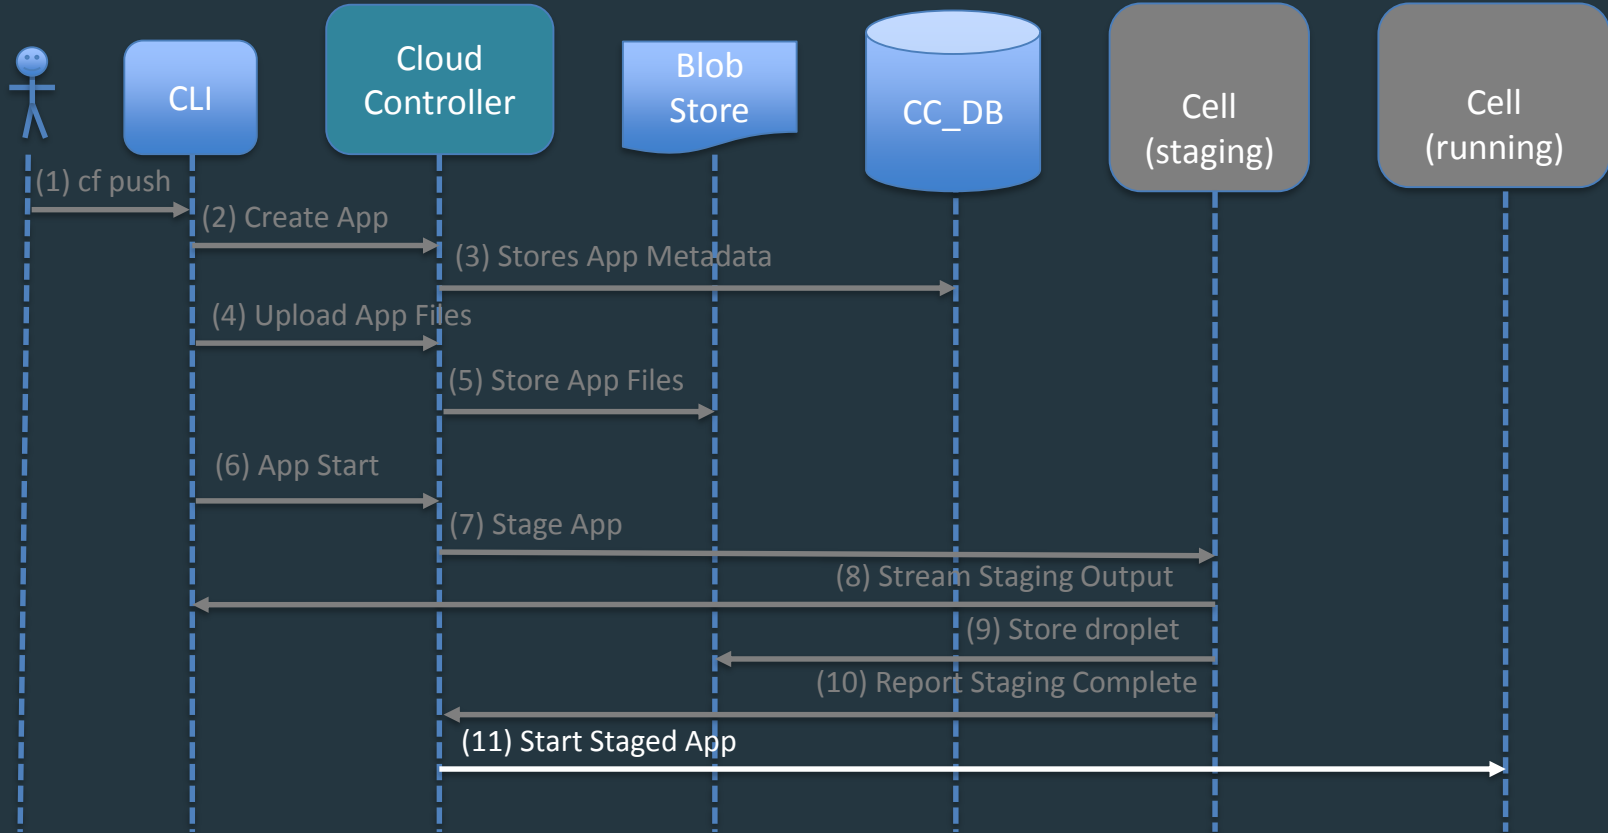 CLI
Cloud
Controller
Blob
Store
CC_DB
Cell
(staging)
Cell
(running)
(1) cf push
(2) Create App
(3) Stores App Metadata
(4) Upload App Files
(5) Store App Files
(6) App Start
(7) Stage App
(8) Stream Staging Output
(9) Store droplet
(10) Report Staging Complete
(11) Start Staged App